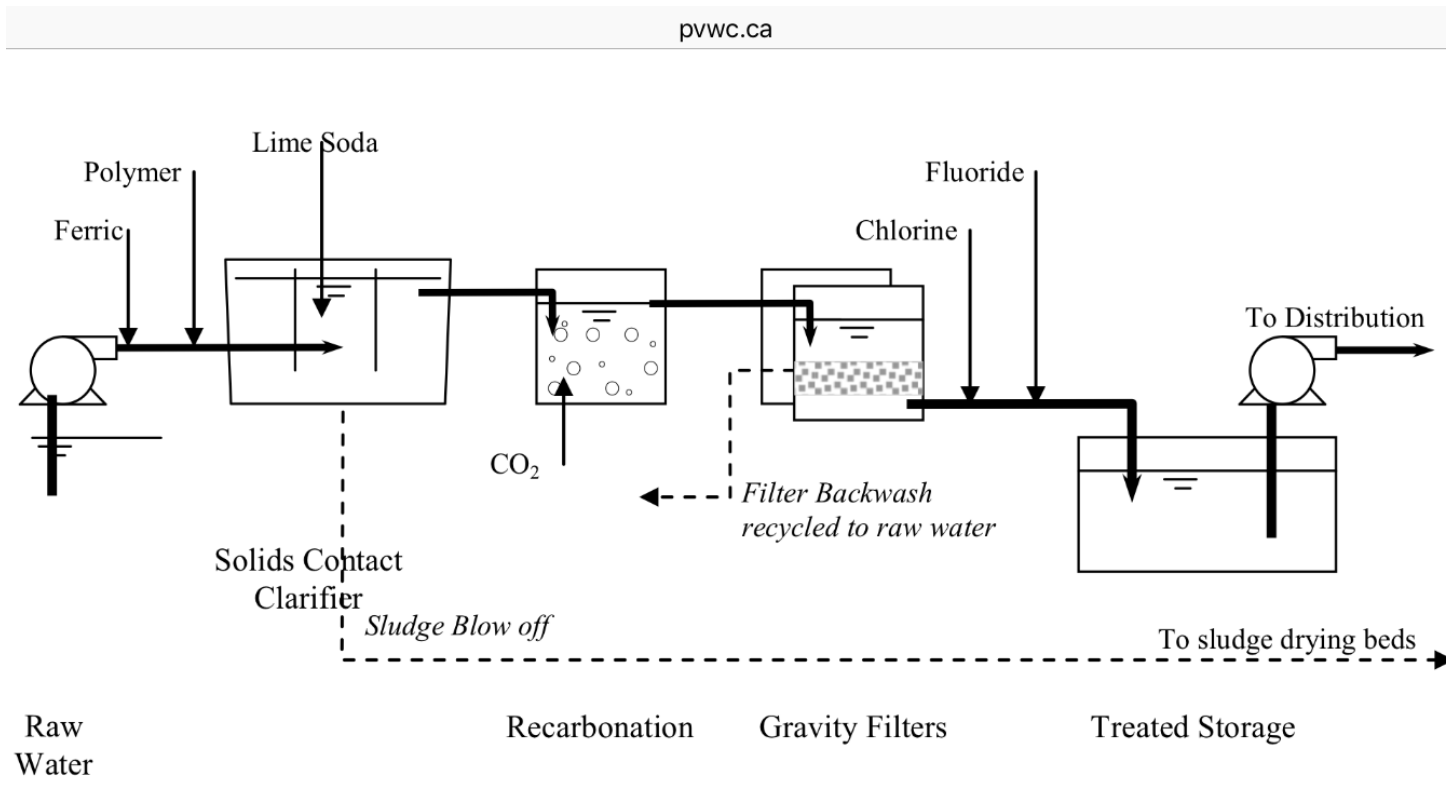 pvwc.ca
Lime Soda
Polymer
Ferric
Fluoride
Chlorine
To Distribution
CO₂
Filter Backwash
recycled to raw water
Solids Contact
Clarifier
Sludge Blow off
To sludge drying beds
Raw
Water
Recarbonation
Gravity Filters
Treated Storage